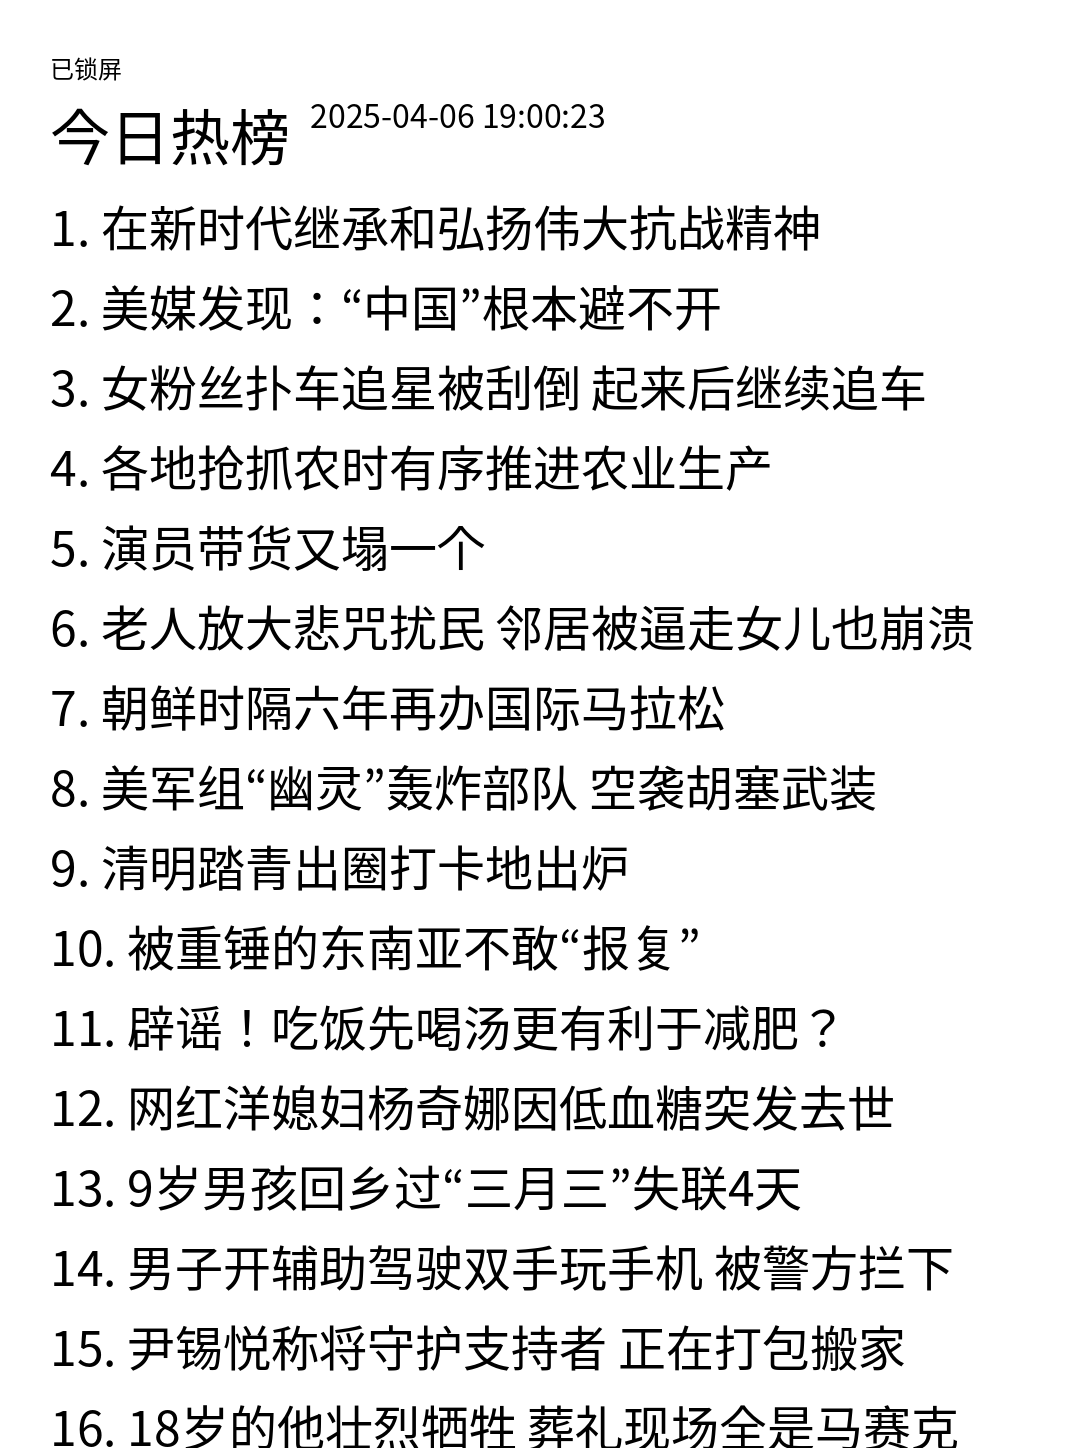 已锁屏
今日热榜 2025-04-06 19:00:23
1. 在新时代继承和弘扬伟大抗战精神
2. 美媒发现：“中国”根本避不开
3. 女粉丝扑车追星被刮倒 起来后继续追车
4. 各地抢抓农时有序推进农业生产
5. 演员带货又塌一个
6. 老人放大悲咒扰民 邻居被逼走女儿也崩溃
7. 朝鲜时隔六年再办国际马拉松
8. 美军组“幽灵”轰炸部队 空袭胡塞武装
9. 清明踏青出圈打卡地出炉
10. 被重锤的东南亚不敢“报复”
11. 辟谣！吃饭先喝汤更有利于减肥？
12. 网红洋媳妇杨奇娜因低血糖突发去世
13. 9岁男孩回乡过“三月三”失联4天
14. 男子开辅助驾驶双手玩手机 被警方拦下
15. 尹锡悦称将守护支持者 正在打包搬家
16. 18岁的他壮烈牺牲 葬礼现场全是马赛克